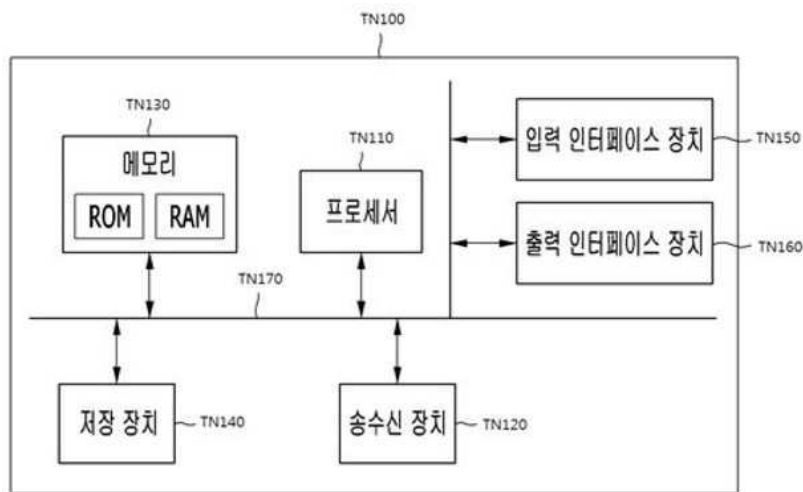 TN100
TN130
메모리
ROM RAM
TN110
프로세서
입력 인터페이스 장치
TN150
출력 인터페이스 장치
TN160
TN170
저장 장치
TN140
송수신 장치
TN120